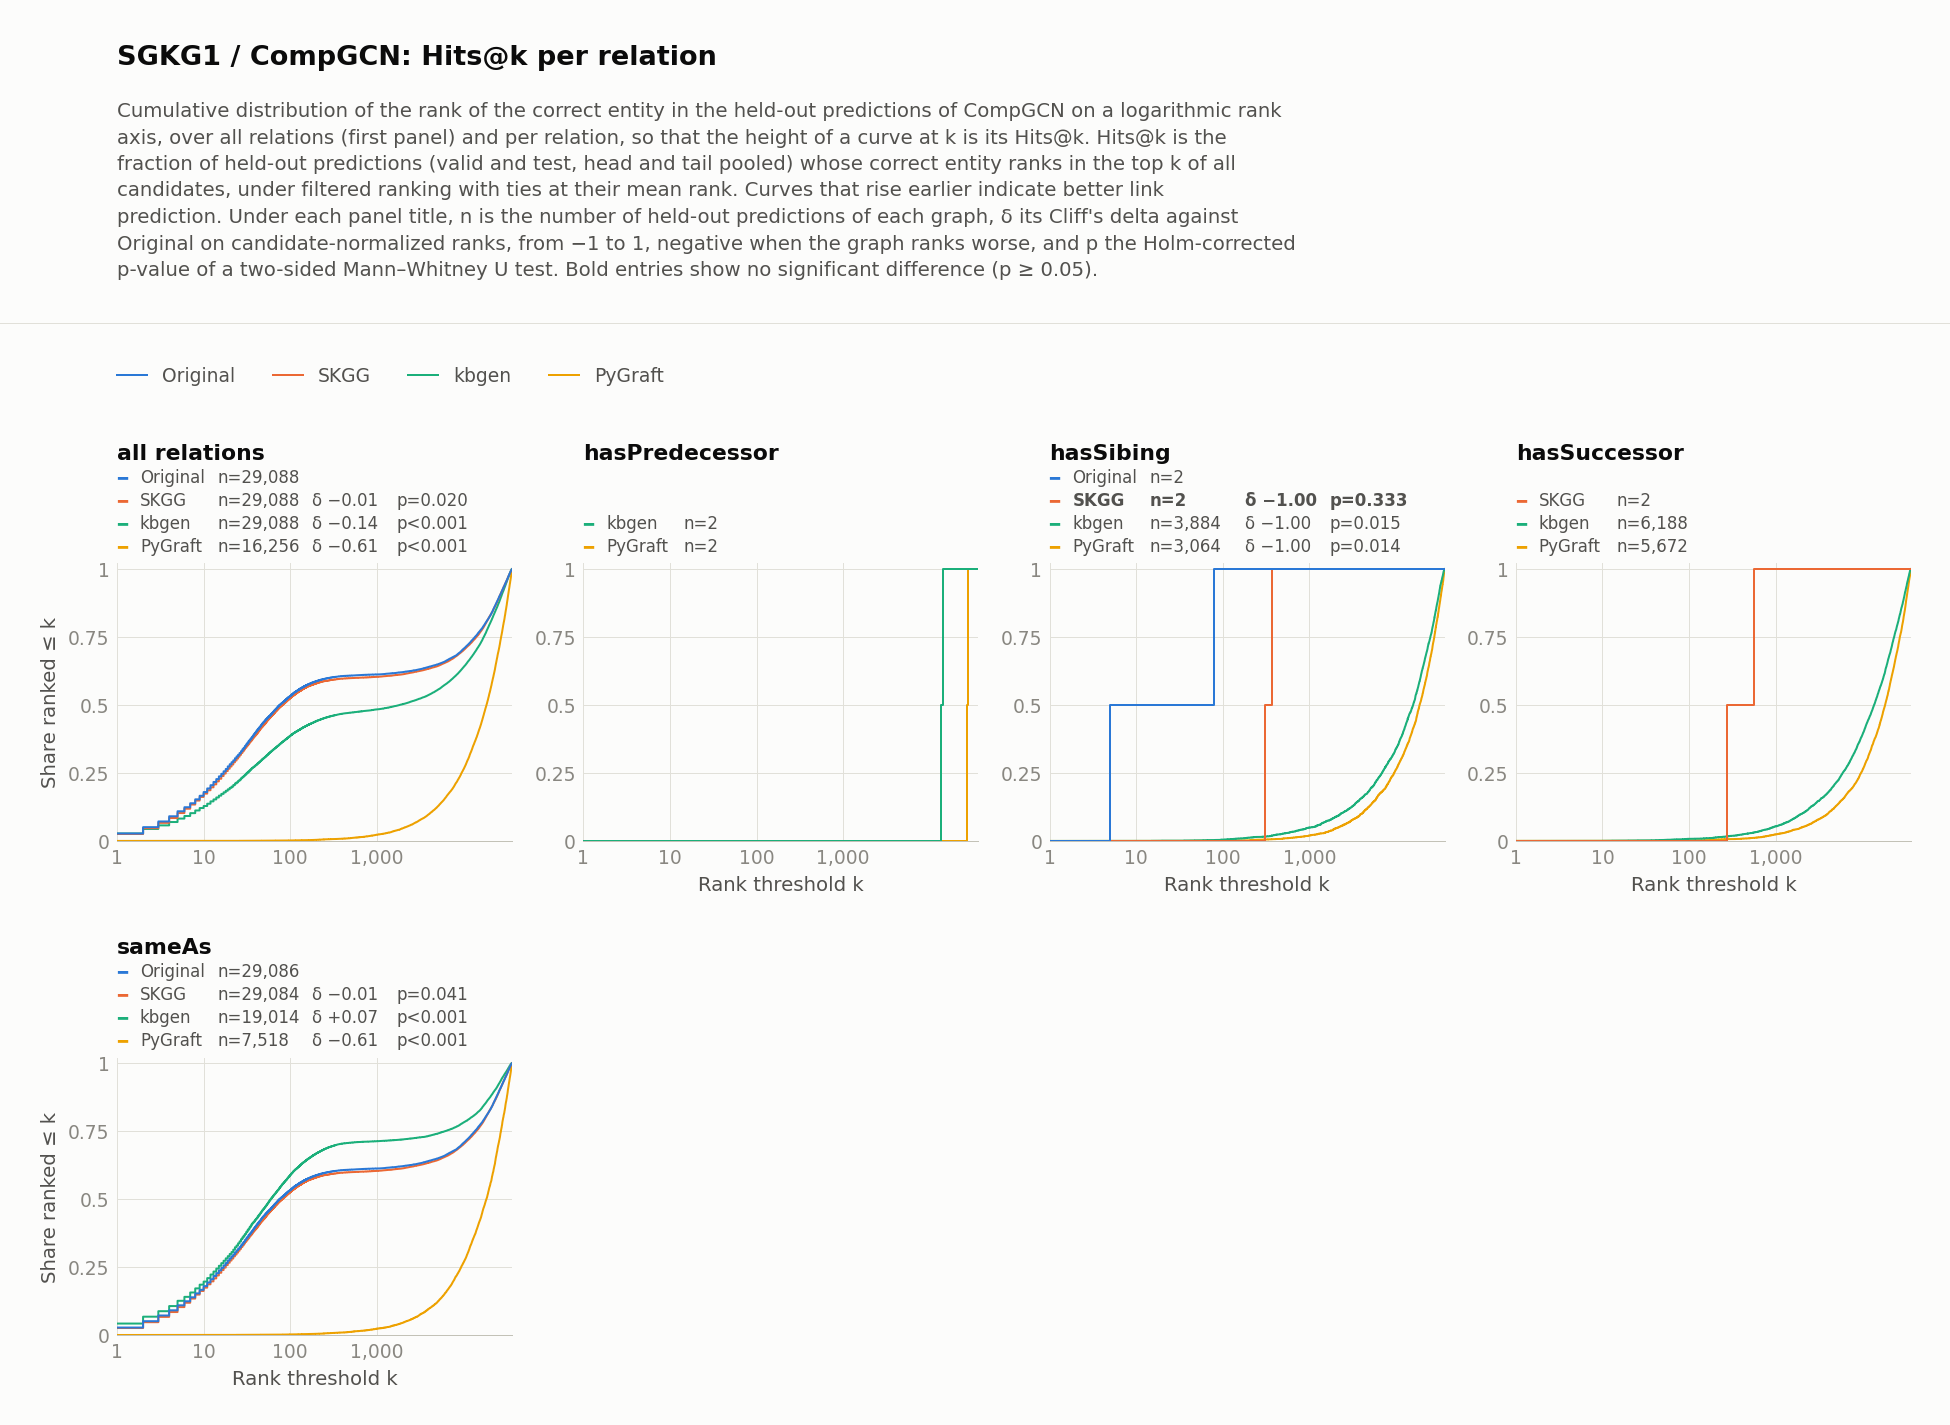 SGKG1 / CompGCN: Hits@k per relation
Cumulative distribution of the rank of the correct entity in the held-out predictions of CompGCN on a logarithmic rank
axis, over all relations (first panel) and per relation, so that the height of a curve at k is its Hits@k. Hits@k is the
fraction of held-out predictions (valid and test, head and tail pooled) whose correct entity ranks in the top k of all
candidates, under filtered ranking with ties at their mean rank. Curves that rise earlier indicate better link
prediction. Under each panel title, n is the number of held-out predictions of each graph, δ its Cliff's delta against
Original on candidate-normalized ranks, from −1 to 1, negative when the graph ranks worse, and p the Holm-corrected
p-value of a two-sided Mann–Whitney U test. Bold entries show no significant difference (p ≥ 0.05).
Original SKGG kbgen PyGraft
all relations
Original n=29,088
SKGG n=29,088 δ −0.01 p=0.020
kbgen n=29,088 δ −0.14 p<0.001
PyGraft n=16,256 δ −0.61 p<0.001
1
0.75
0.5
0.25
0
Share ranked ≤ k
1 10 100 1,000
hasPredecessor
kbgen n=2
PyGraft n=2
1
0.75
0.5
0.25
0
1 10 100 1,000
Rank threshold k
hasSibing
Original n=2
SKGG n=2 δ −1.00 p=0.333
kbgen n=3,884 δ −1.00 p=0.015
PyGraft n=3,064 δ −1.00 p=0.014
1
0.75
0.5
0.25
0
1 10 100 1,000
Rank threshold k
hasSuccessor
SKGG n=2
kbgen n=6,188
PyGraft n=5,672
1
0.75
0.5
0.25
0
1 10 100 1,000
Rank threshold k
sameAs
Original n=29,086
SKGG n=29,084 δ −0.01 p=0.041
kbgen n=19,014 δ +0.07 p<0.001
PyGraft n=7,518 δ −0.61 p<0.001
1
0.75
0.5
0.25
0
Share ranked ≤ k
1 10 100 1,000
Rank threshold k